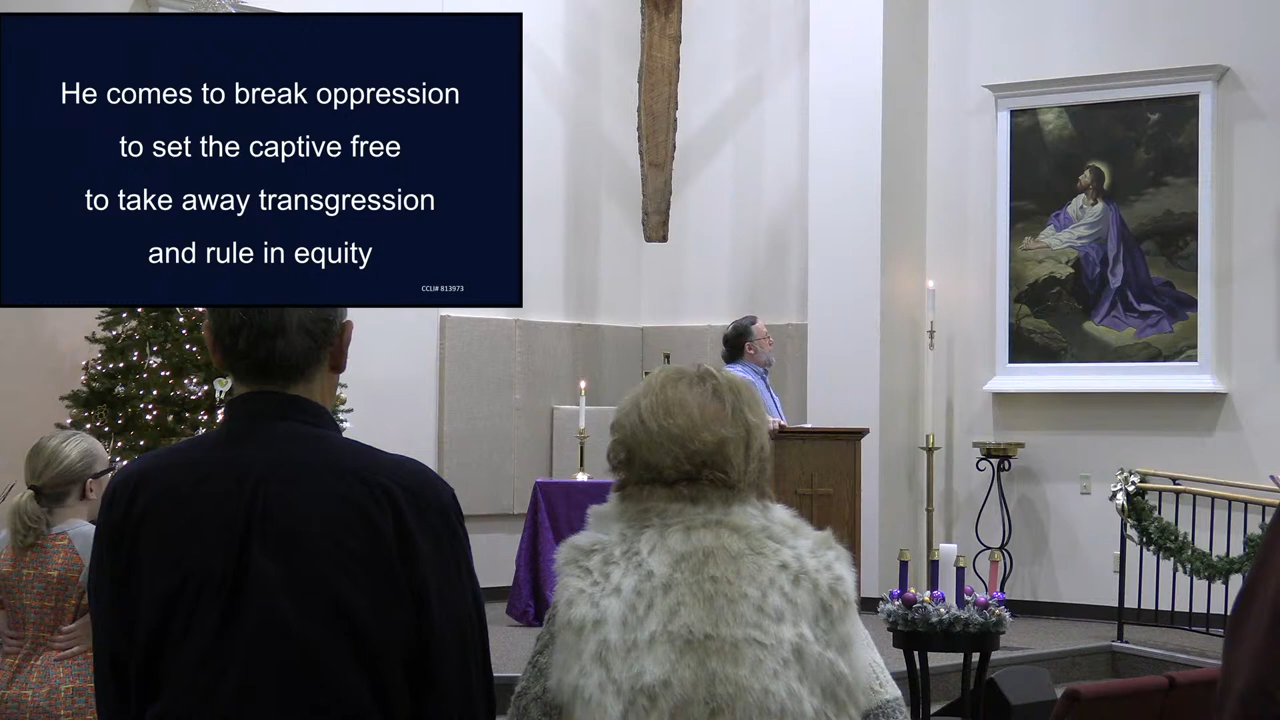 He comes to break oppression
to set the captive free
to take away transgression
and rule in equity
CCLI# 813973